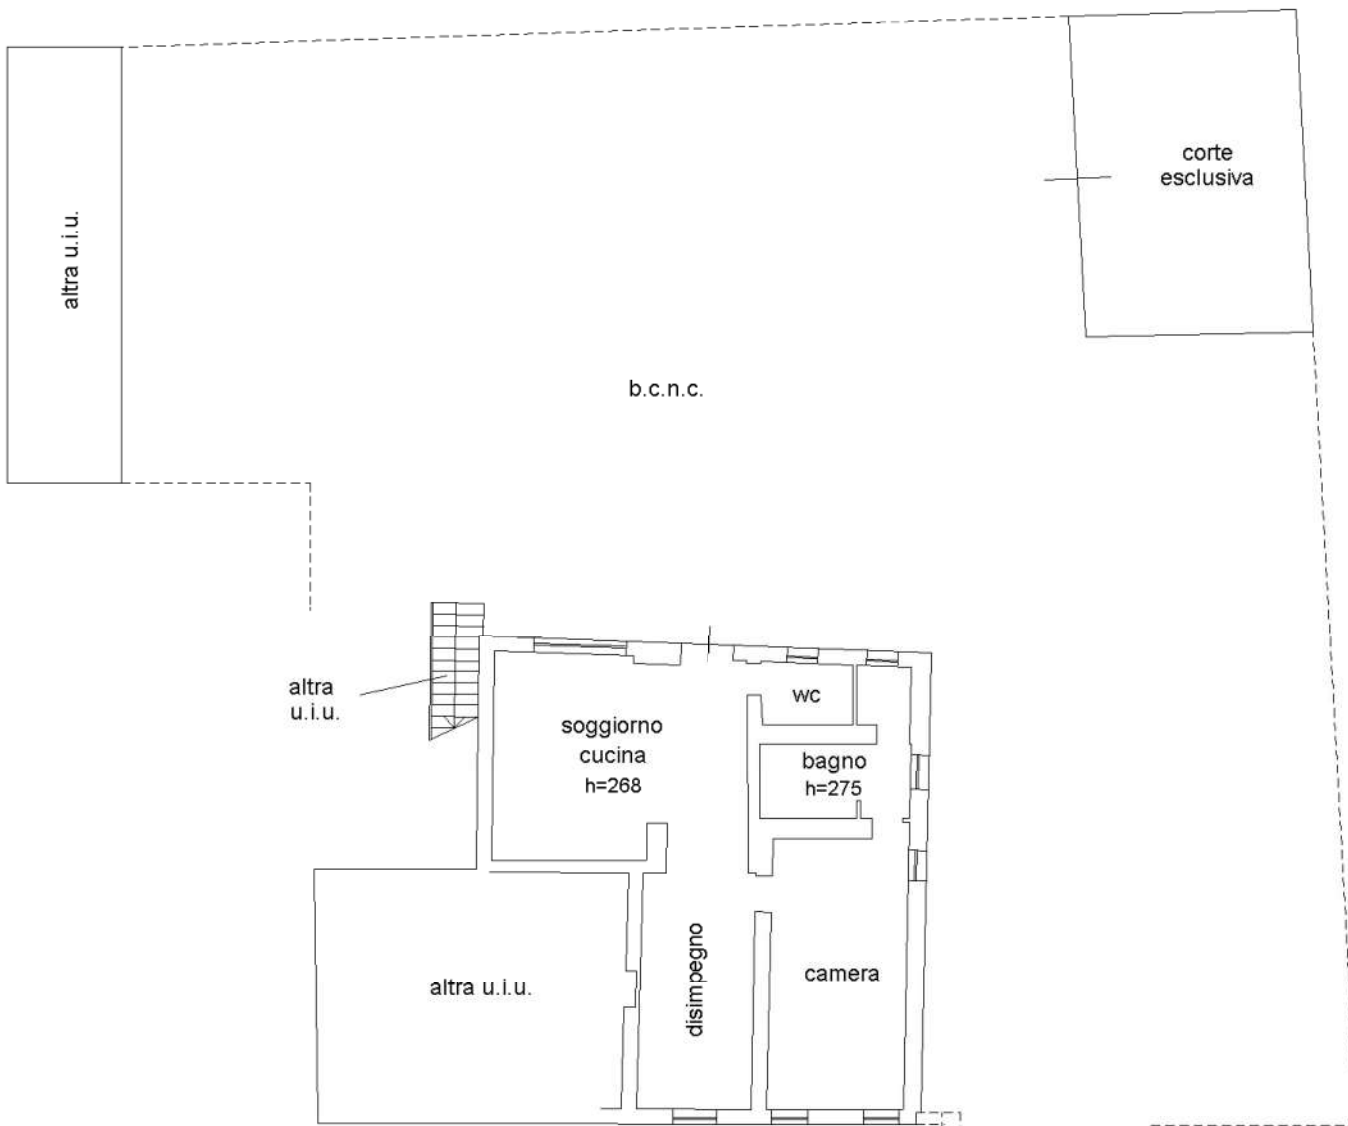 corte
esclusiva
altra u.i.u.
b.c.n.c.
altra
u.i.u.
soggiorno
cucina
h=268
wc
bagno
h=275
disimpegno
camera
altra u.i.u.